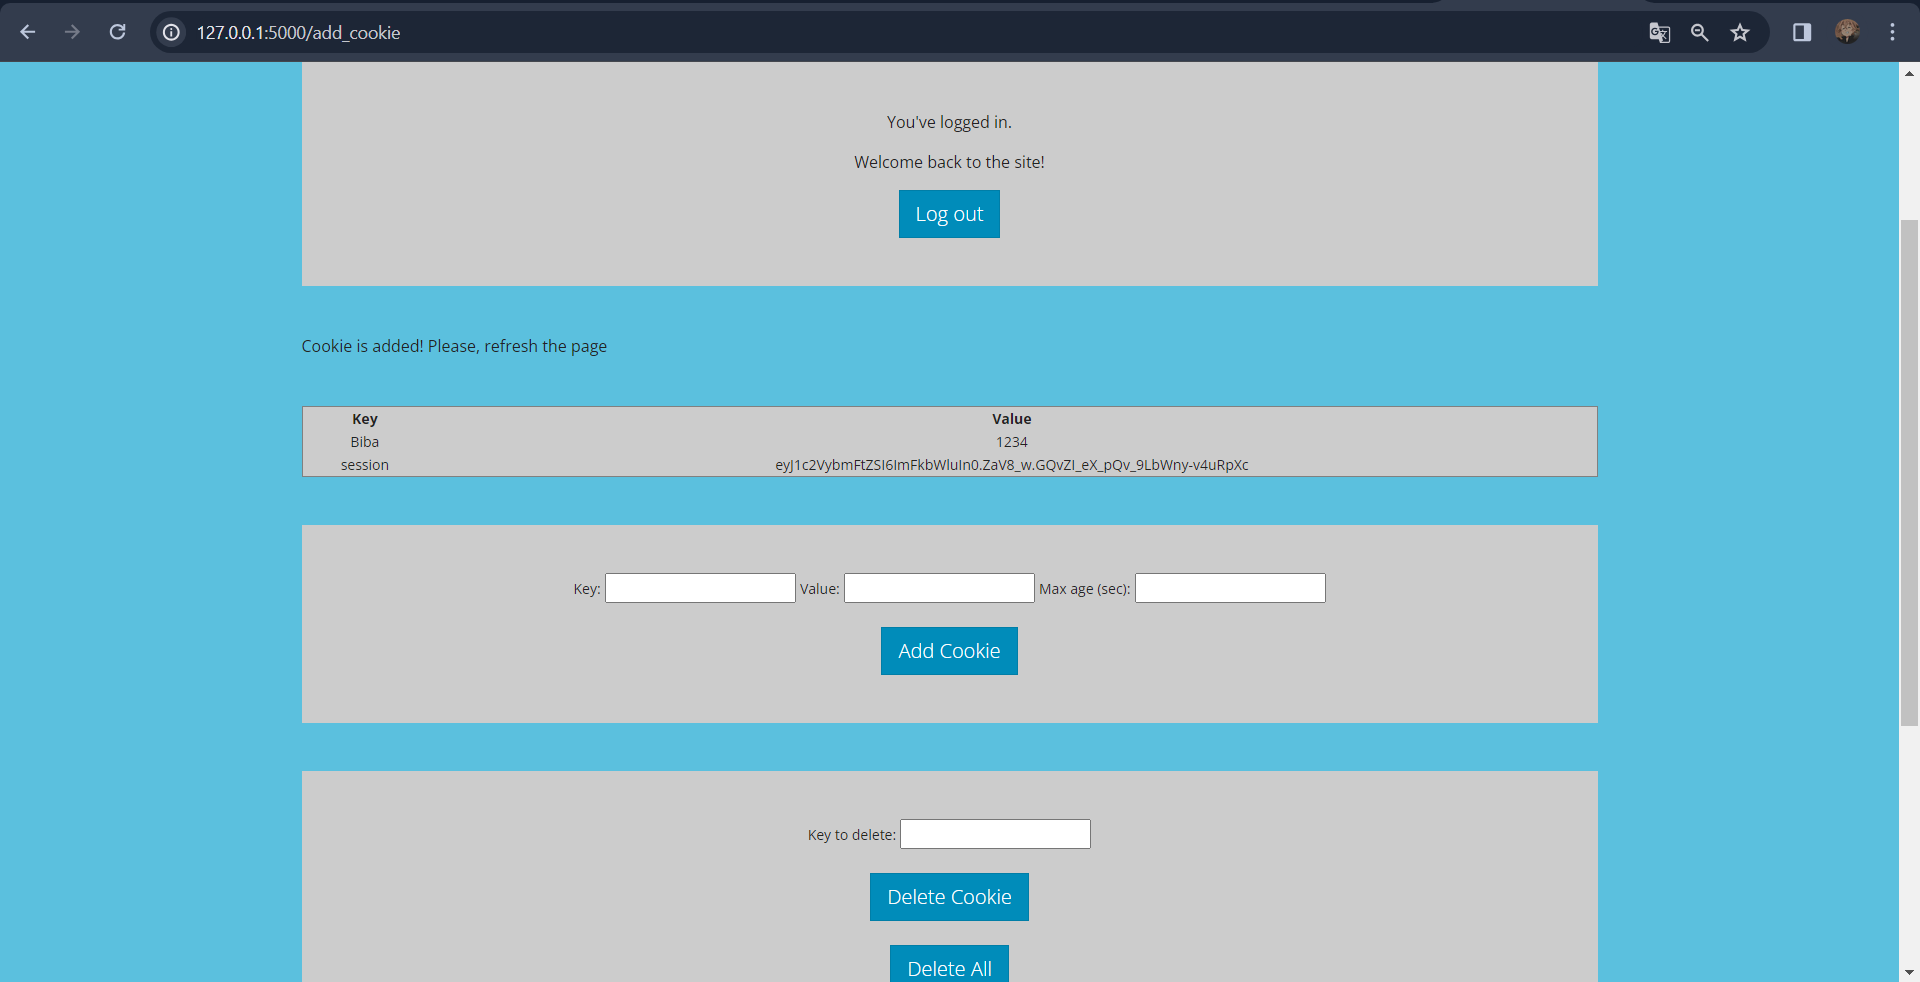 127.0.0.1:5000/add_cookie
You've logged in.
Welcome back to the site!
Log out
Cookie is added! Please, refresh the page
Key Value
Biba 1234
session eyJ1c2VybmFtZSI6ImFkbWluIn0.ZaV8_w.GQvZI_eX_pQv_9LbWny-v4uRpXc
Key: Value: Max age (sec):
Add Cookie
Key to delete:
Delete Cookie
Delete All